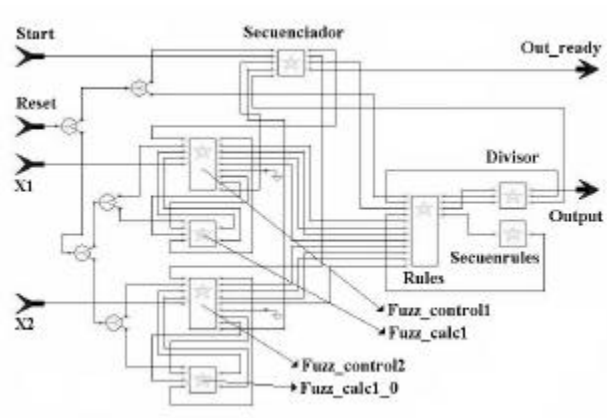 Start
Secuenciador
Out_ready
Reset
X1
Divisor
Output
Secuenrules
Rules
Fuzz_control1
X2
Fuzz_calc1
Fuzz_control2
Fuzz_calc1_0